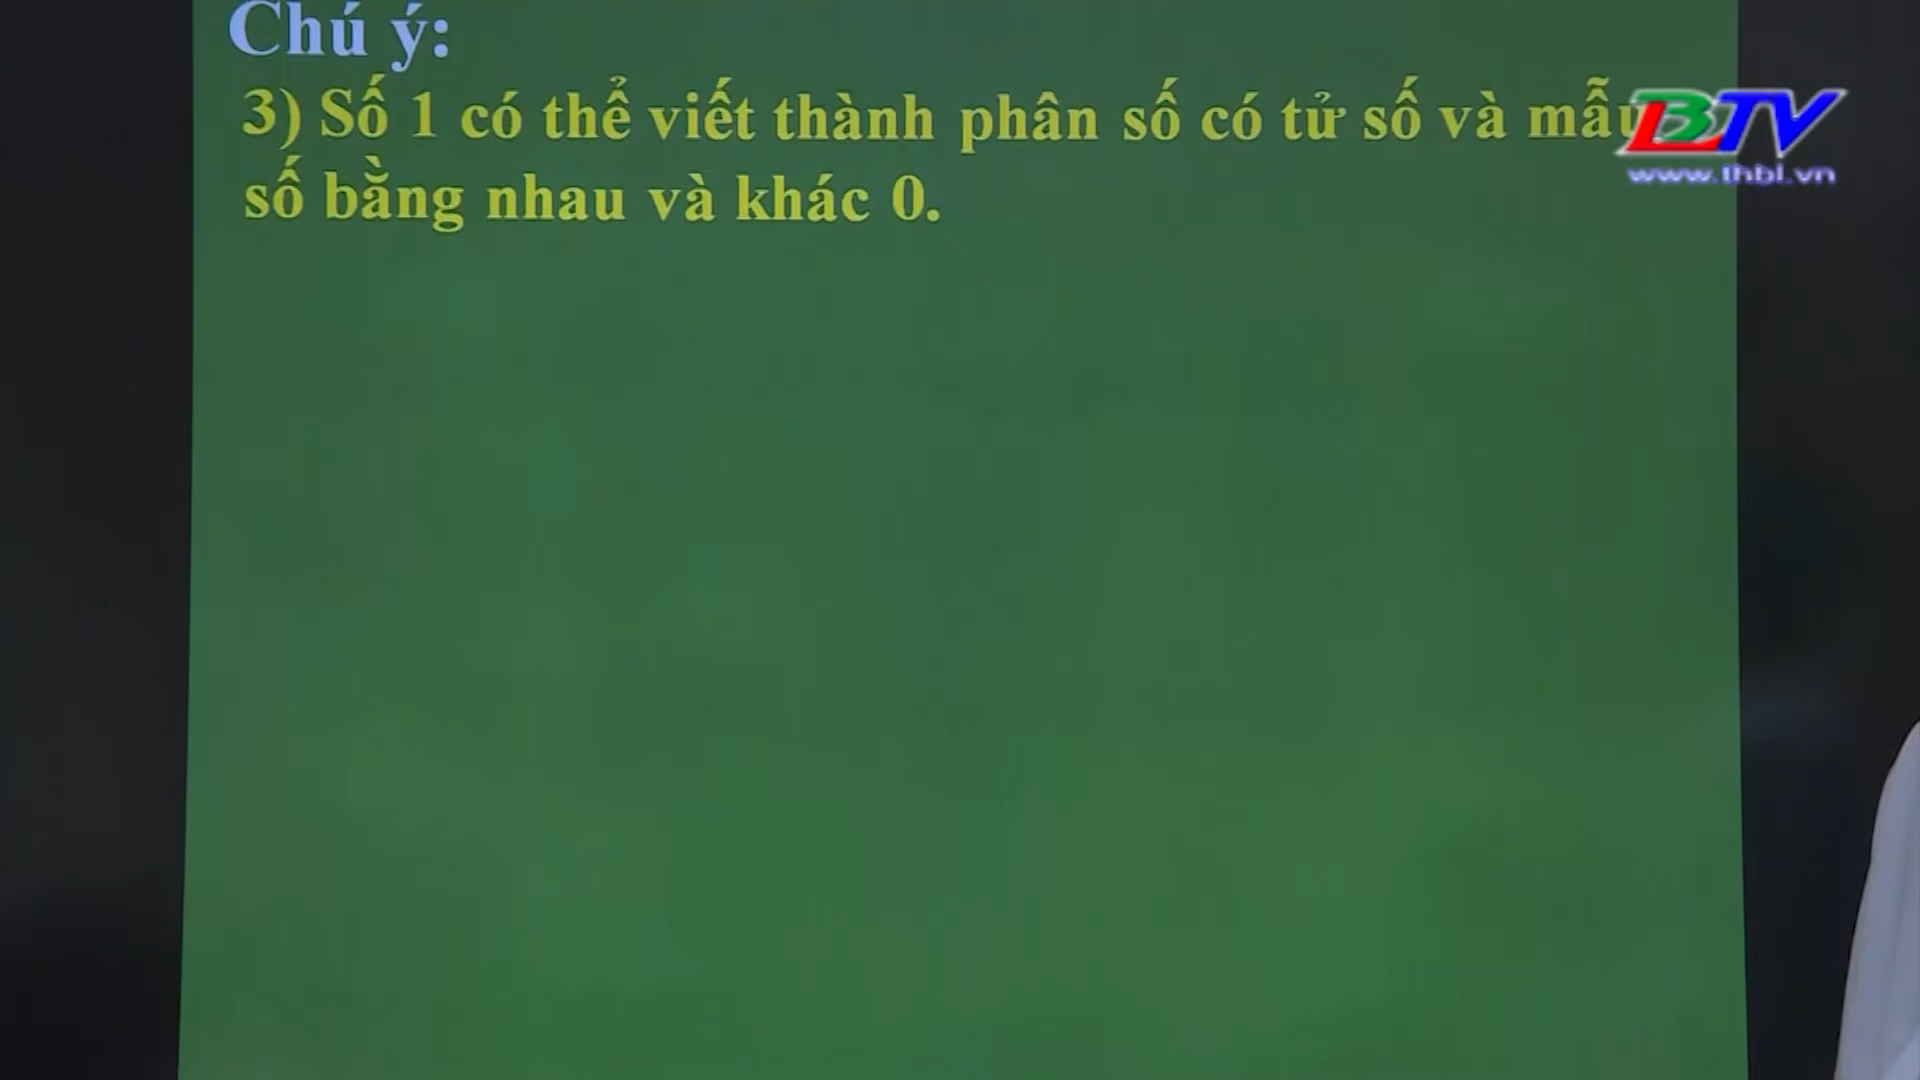 Chú ý:
3) Số 1 có thể viết thành phân số có tử số và mẫu
số bằng nhau và khác 0.
BTV
www.thbl.vn